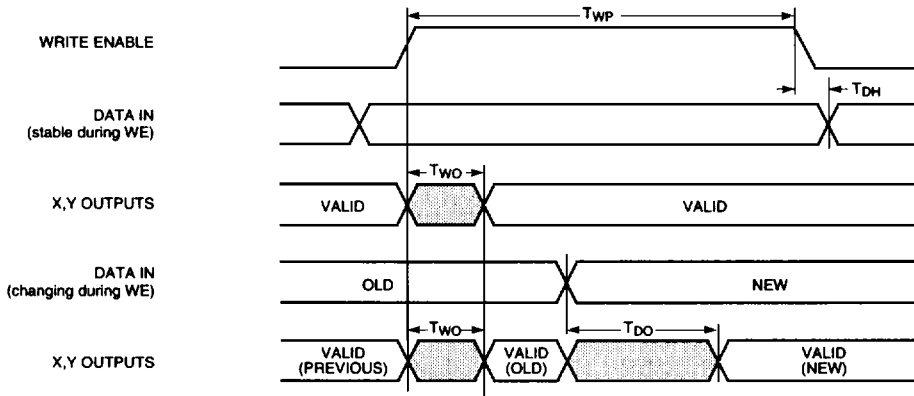 T_WP
WRITE ENABLE
T_DH
DATA IN
(stable during WE)
T_WO
X,Y OUTPUTS
VALID
VALID
DATA IN
(changing during WE)
OLD
NEW
T_WO
T_DO
X,Y OUTPUTS
VALID
(PREVIOUS)
VALID
(OLD)
VALID
(NEW)